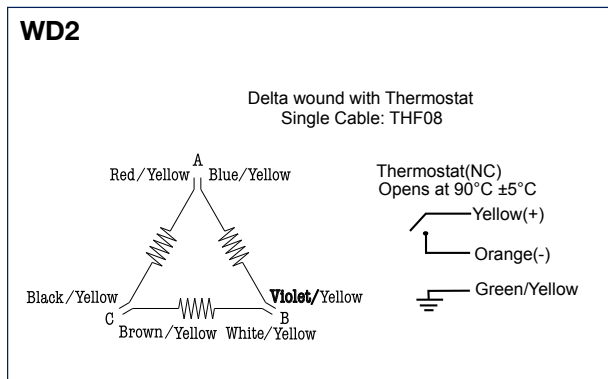 WD2
Delta wound with Thermostat
Single Cable: THF08
A
Red/Yellow Blue/Yellow
Thermostat(NC)
Opens at 90°C ±5°C
Yellow(+)
Orange(-)
Green/Yellow
Black/Yellow Violet/Yellow
C B
Brown/Yellow White/Yellow